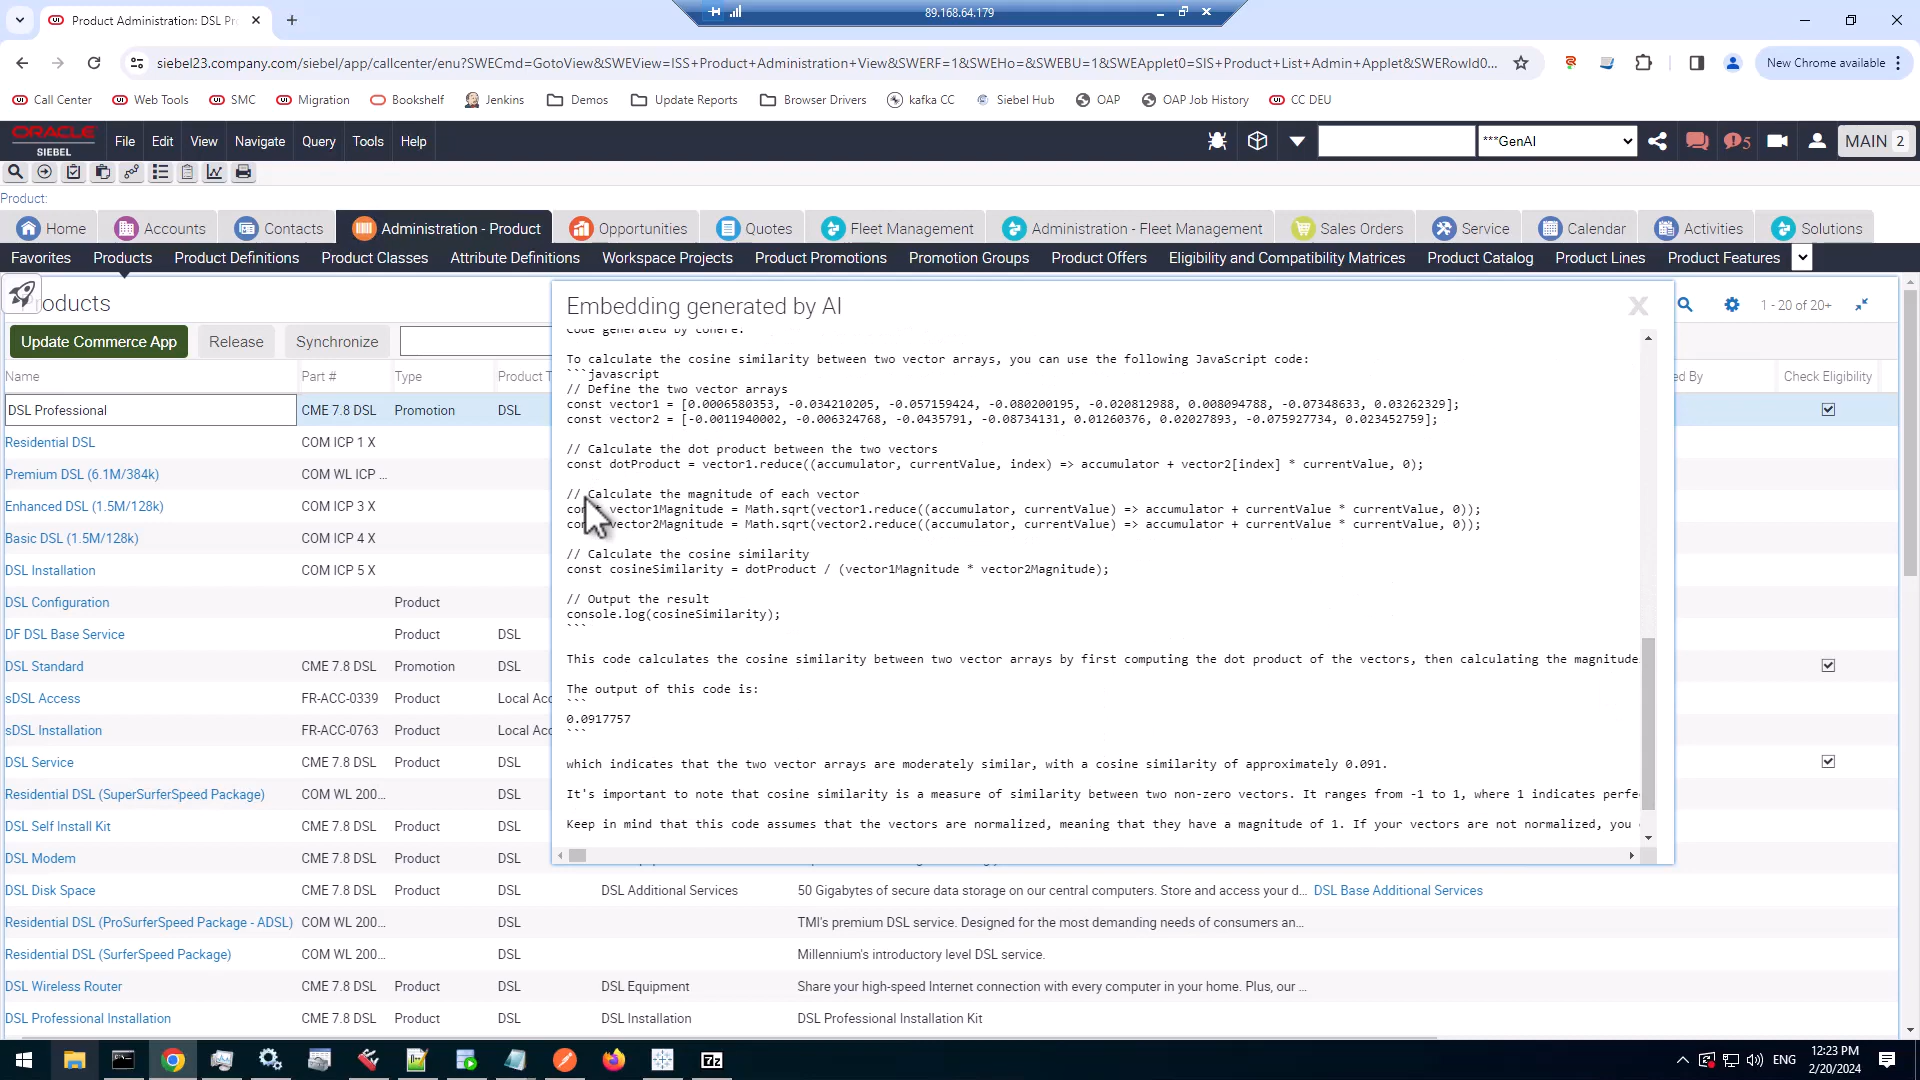 Product Administration: DSL Pr
89.168.64.179
siebel23.company.com/siebel/app/callcenter/enu?SWECmd=GotoView&SWEView=ISS+Product+Administration+View&SWERF=1&SWEHo=&SWEBU=1&SWEApplet0=SIS+Product+List+Admin+Applet&SWERowId0...
New Chrome available
Call Center Web Tools SMC Migration Bookshelf Jenkins Demos Update Reports Browser Drivers kafka CC Siebel Hub OAP OAP Job History CC DEU
ORACLE
SIEBEL
File Edit View Navigate Query Tools Help ***GenAI 5 MAIN 2
Product:
Home Accounts Contacts Administration - Product Opportunities Quotes Fleet Management Administration - Fleet Management Sales Orders Service Calendar Activities Solutions
Favorites Products Product Definitions Product Classes Attribute Definitions Workspace Projects Product Promotions Promotion Groups Product Offers Eligibility and Compatibility Matrices Product Catalog Product Lines Product Features
oducts 1 - 20 of 20+
Update Commerce App Release Synchronize
Name Part # Type Product T ed By Check Eligibility
DSL Professional CME 7.8 DSL Promotion DSL
Residential DSL COM ICP 1 X
Premium DSL (6.1M/384k) COM WL ICP ...
Enhanced DSL (1.5M/128k) COM ICP 3 X
Basic DSL (1.5M/128k) COM ICP 4 X
DSL Installation COM ICP 5 X
DSL Configuration Product
DF DSL Base Service Product DSL
DSL Standard CME 7.8 DSL Promotion DSL
sDSL Access FR-ACC-0339 Product Local Acc
sDSL Installation FR-ACC-0763 Product Local Acc
DSL Service CME 7.8 DSL Product DSL
Residential DSL (SuperSurferSpeed Package) COM WL 200... DSL
DSL Self Install Kit CME 7.8 DSL Product DSL
DSL Modem CME 7.8 DSL Product DSL
DSL Disk Space CME 7.8 DSL Product DSL DSL Additional Services 50 Gigabytes of secure data storage on our central computers. Store and access your d... DSL Base Additional Services
Residential DSL (ProSurferSpeed Package - ADSL) COM WL 200... DSL TMI's premium DSL service. Designed for the most demanding needs of consumers an...
Residential DSL (SurferSpeed Package) COM WL 200... DSL Millennium's introductory level DSL service.
DSL Wireless Router CME 7.8 DSL Product DSL DSL Equipment Share your high-speed Internet connection with every computer in your home. Plus, our ...
DSL Professional Installation CME 7.8 DSL Product DSL DSL Installation DSL Professional Installation Kit
Embedding generated by AI
Code generated by cohere:
To calculate the cosine similarity between two vector arrays, you can use the following JavaScript code:
```javascript
// Define the two vector arrays
const vector1 = [0.0006580353, -0.034210205, -0.057159424, -0.080200195, -0.020812988, 0.008094788, -0.07348633, 0.03262329];
const vector2 = [-0.0011940002, -0.006324768, -0.0435791, -0.08734131, 0.01260376, 0.02027893, -0.075927734, 0.023452759];
// Calculate the dot product between the two vectors
const dotProduct = vector1.reduce((accumulator, currentValue, index) => accumulator + vector2[index] * currentValue, 0);
// Calculate the magnitude of each vector
vector1Magnitude = Math.sqrt(vector1.reduce((accumulator, currentValue) => accumulator + currentValue * currentValue, 0));
vector2Magnitude = Math.sqrt(vector2.reduce((accumulator, currentValue) => accumulator + currentValue * currentValue, 0));
// Calculate the cosine similarity
const cosineSimilarity = dotProduct / (vector1Magnitude * vector2Magnitude);
// Output the result
console.log(cosineSimilarity);
```
This code calculates the cosine similarity between two vector arrays by first computing the dot product of the vectors, then calculating the magnitude
The output of this code is:
```
0.0917757
```
which indicates that the two vector arrays are moderately similar, with a cosine similarity of approximately 0.091.
It's important to note that cosine similarity is a measure of similarity between two non-zero vectors. It ranges from -1 to 1, where 1 indicates perfe
Keep in mind that this code assumes that the vectors are normalized, meaning that they have a magnitude of 1. If your vectors are not normalized, you
ENG
12:23 PM
2/20/2024